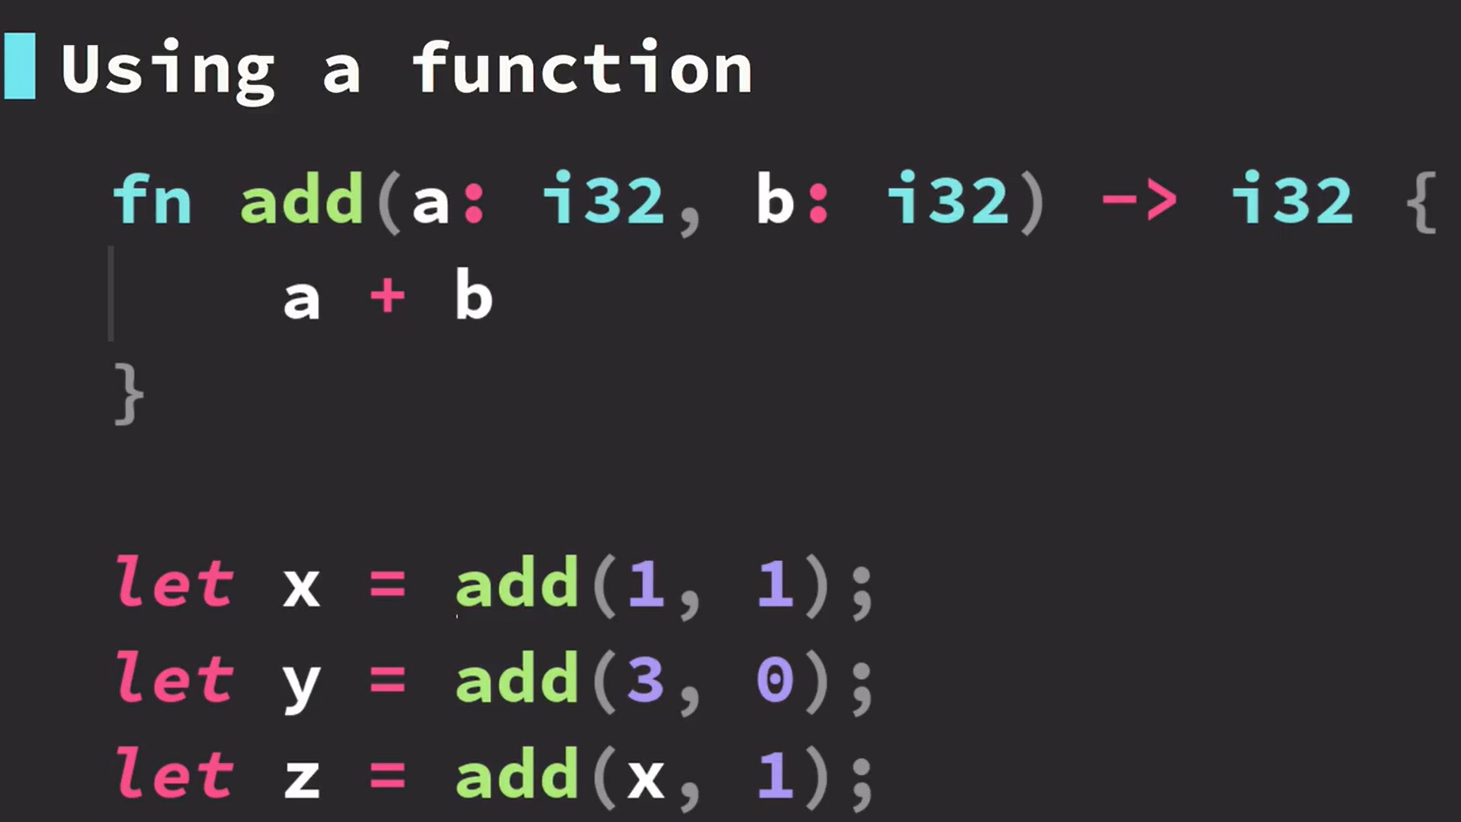 Using a function
fn add(a: i32, b: i32) -> i32 {
    a + b
}
let x = add(1, 1);
let y = add(3, 0);
let z = add(x, 1);